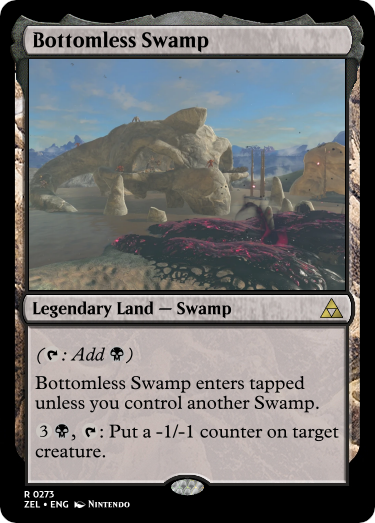 Bottomless Swamp
Legendary Land — Swamp
(: Add )
Bottomless Swamp enters tapped
unless you control another Swamp.
3 , : Put a -1/-1 counter on target
creature.
R 0273
ZEL • ENG NINTENDO